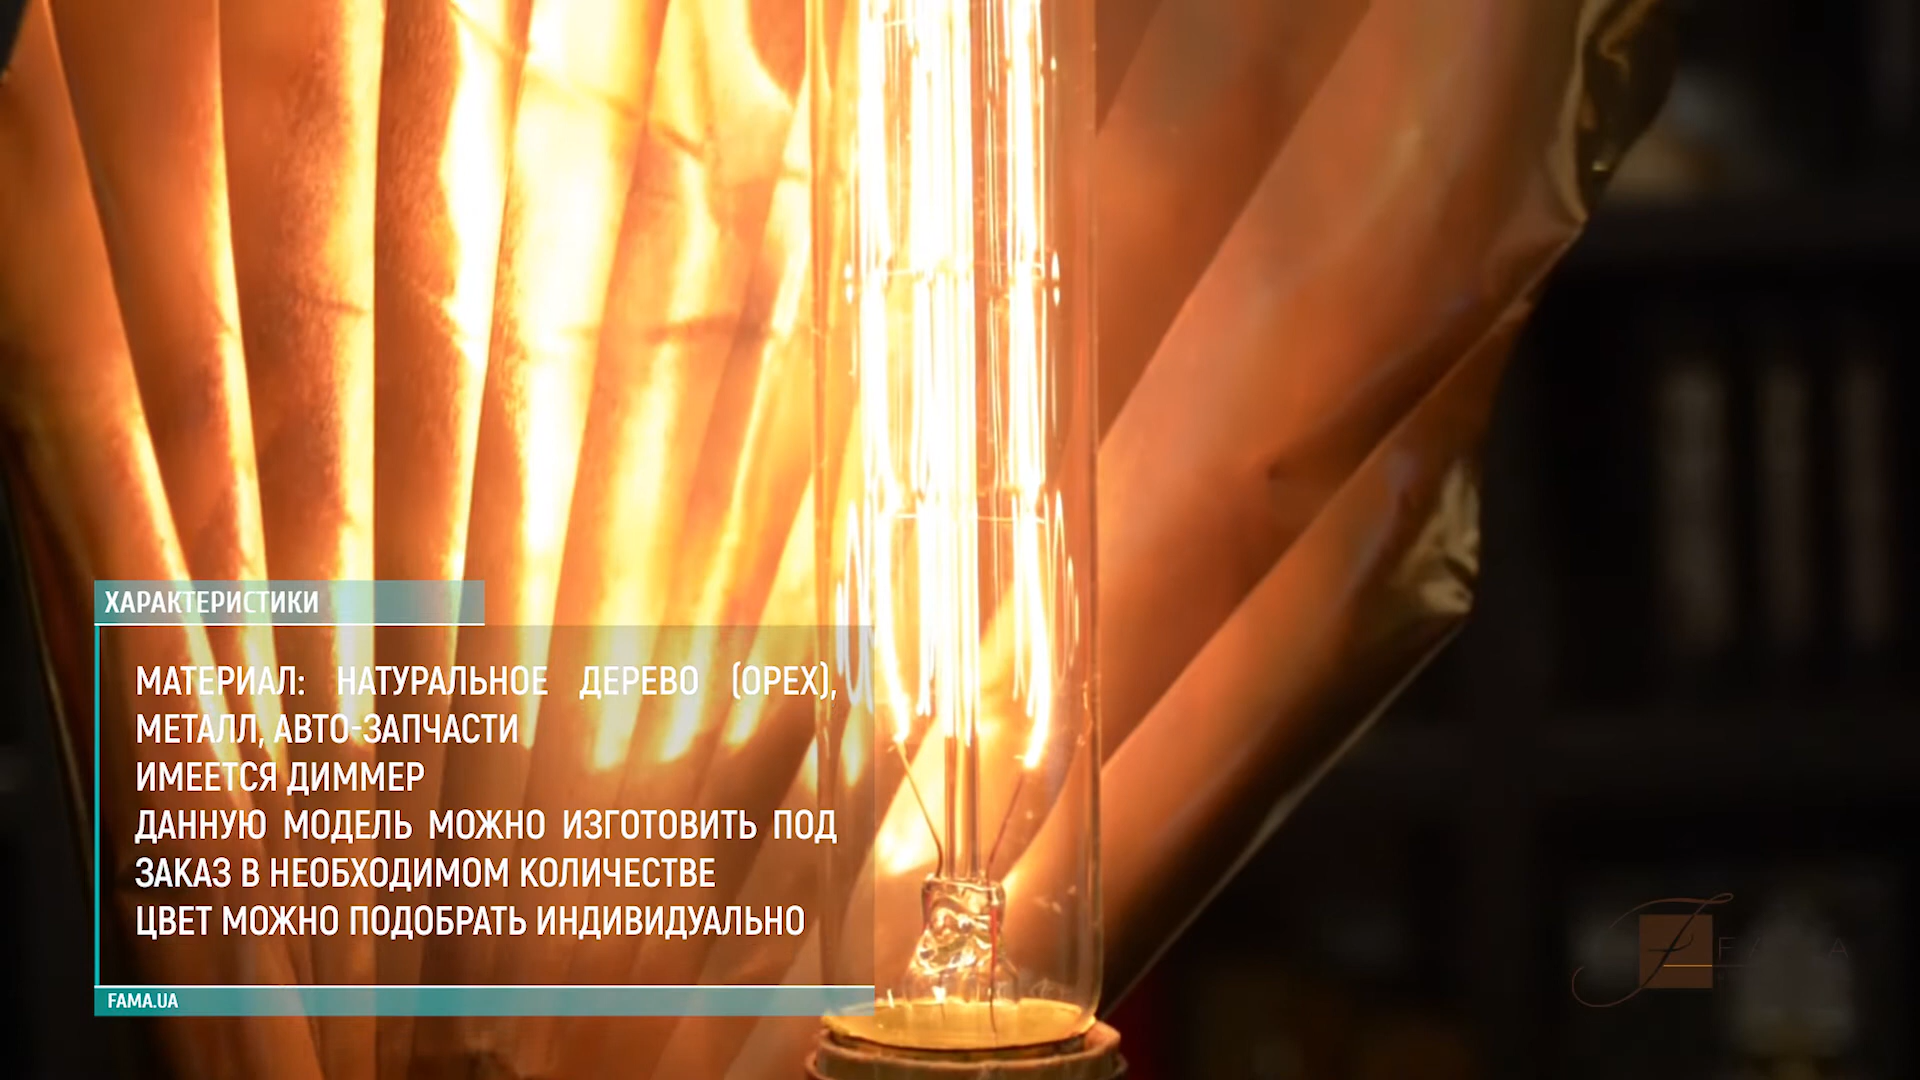 ХАРАКТЕРИСТИКИ
МАТЕРИАЛ: НАТУРАЛЬНОЕ ДЕРЕВО (ОРЕХ),
МЕТАЛЛ, АВТО-ЗАПЧАСТИ
ИМЕЕТСЯ ДИММЕР
ДАННУЮ МОДЕЛЬ МОЖНО ИЗГОТОВИТЬ ПОД
ЗАКАЗ В НЕОБХОДИМОМ КОЛИЧЕСТВЕ
ЦВЕТ МОЖНО ПОДОБРАТЬ ИНДИВИДУАЛЬНО
FAMA.UA
FAMA